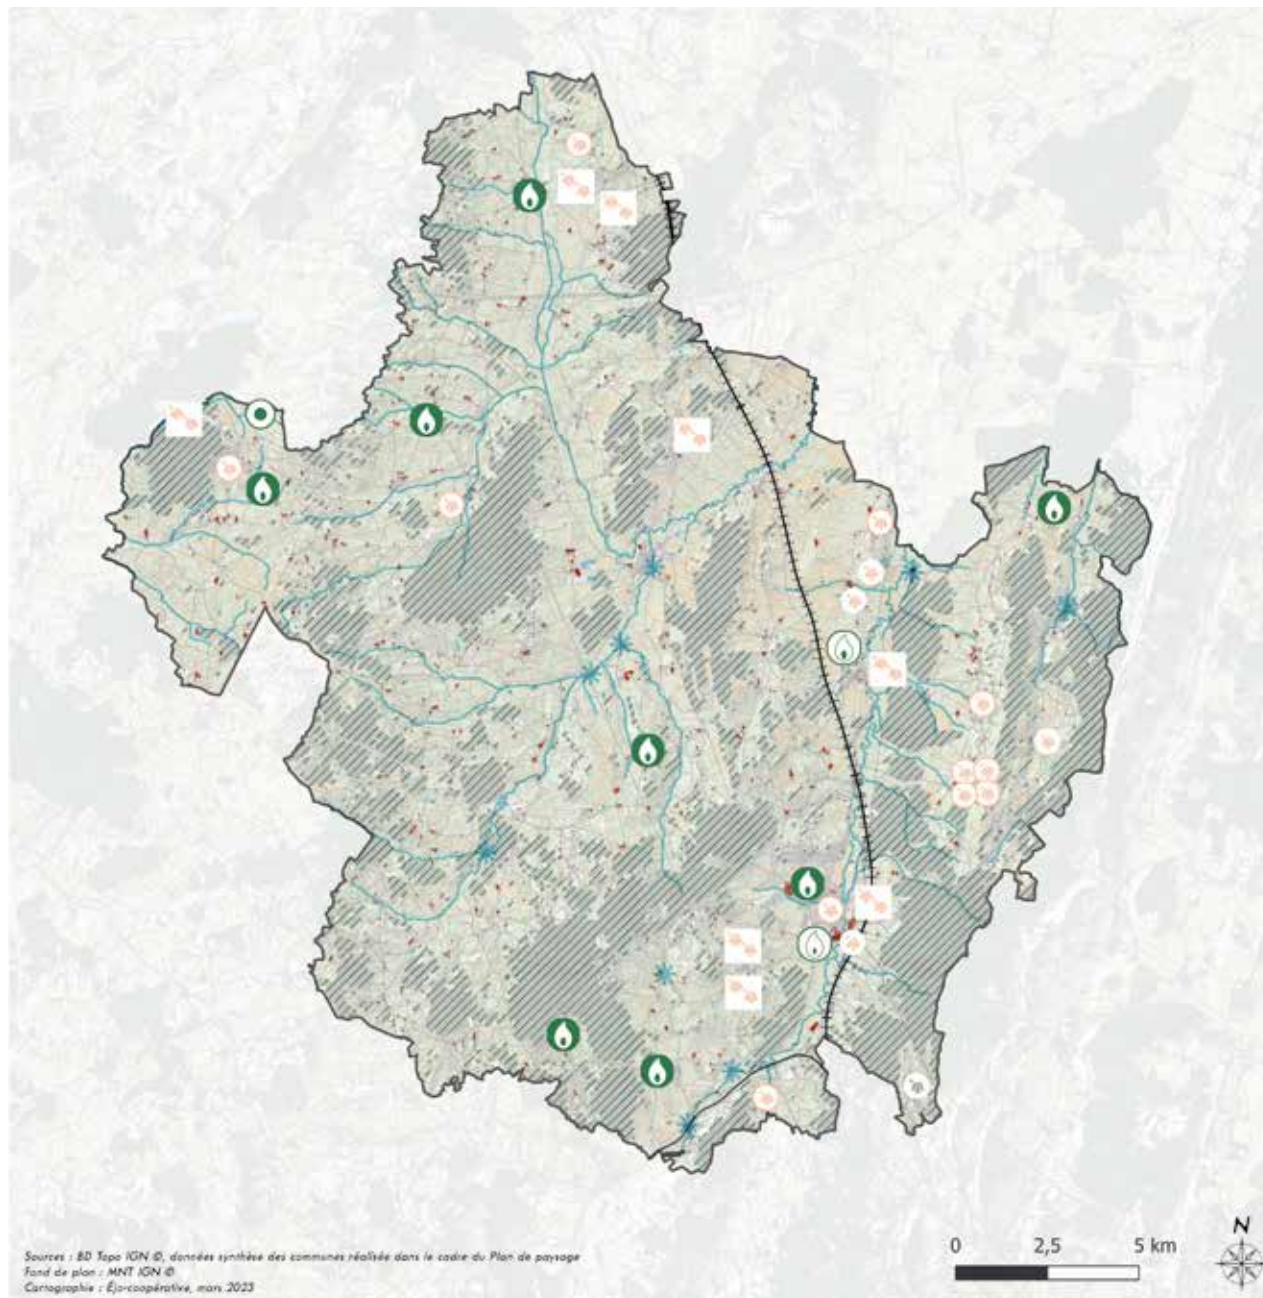 Sources : BD Topo IGN ©, données synthèse des communes réalisée dans le cadre du Plan de paysage
Fond de plan : MNT IGN ©
Cartographie : Éjo-coopérative, mars 2023
0 2,5 5 km
N